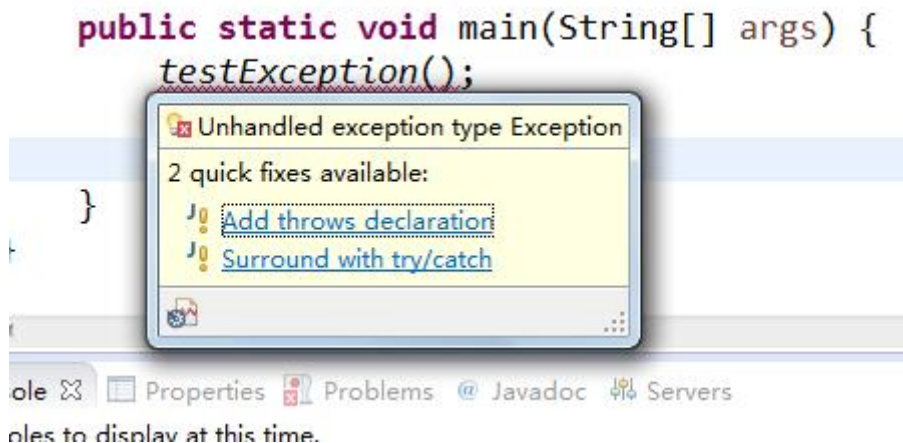 public static void main(String[] args) {
testException();
Unhandled exception type Exception
2 quick fixes available:
Add throws declaration
Surround with try/catch
}
ole Properties Problems @ Javadoc Servers
oles to display at this time.